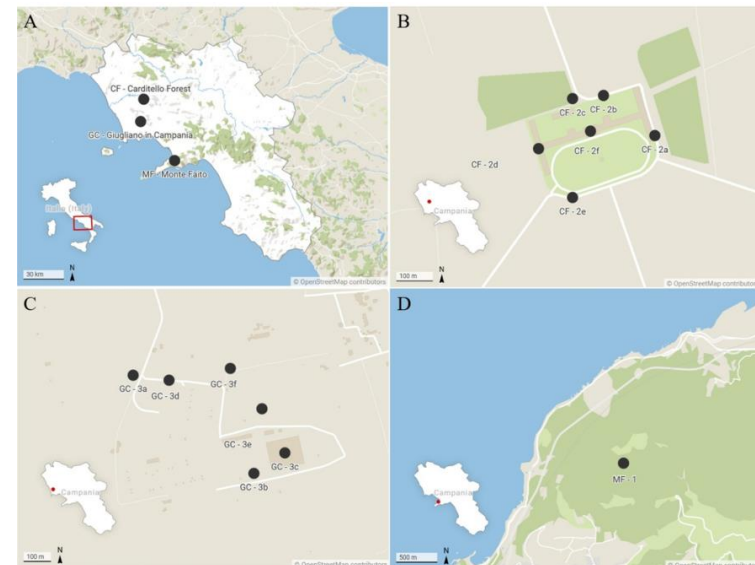 A
CF - Carditello Forest
GC - Giugliano in Campania
MF - Monte Faito
Italia (Italy)
N
30 km
© OpenStreetMap contributors
B
CF - 2c
CF - 2b
CF - 2f
CF - 2a
CF - 2d
CF - 2e
Campania
N
100 m
© OpenStreetMap contributors
C
GC - 3a
GC - 3d
GC - 3f
GC - 3e
GC - 3c
GC - 3b
Campania
N
100 m
© OpenStreetMap contributors
D
MF - 1
Campania
N
500 m
© OpenStreetMap contributors